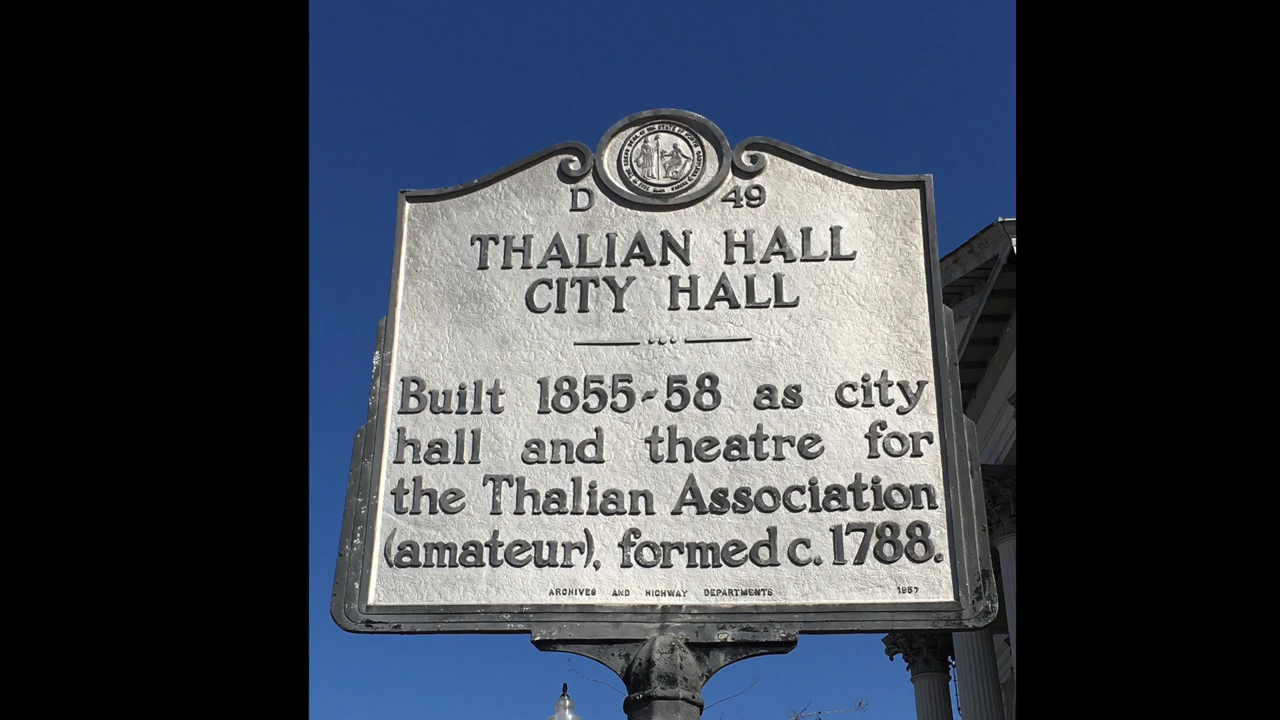 D 49
THALIAN HALL
CITY HALL
Built 1855-58 as city
hall and theatre for
the Thalian Association
(amateur), formed c. 1788.
ARCHIVES AND HIGHWAY DEPARTMENTS 1957